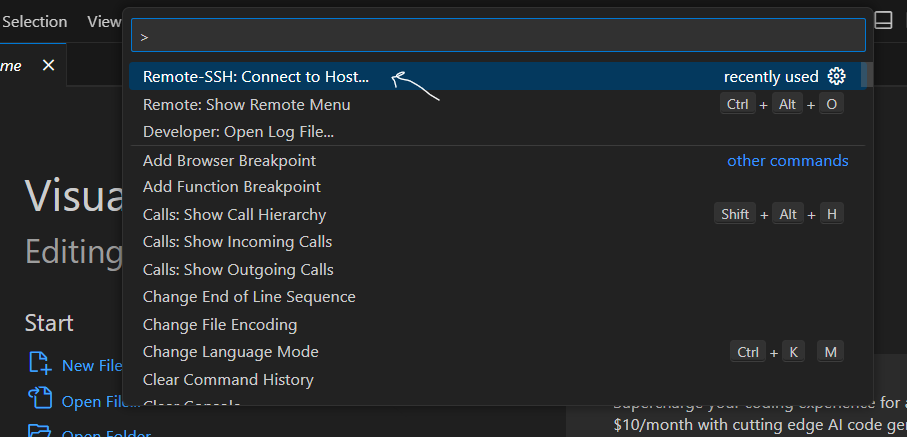 Selection View
>
me
Remote-SSH: Connect to Host... recently used
Remote: Show Remote Menu Ctrl + Alt + O
Developer: Open Log File...
Add Browser Breakpoint other commands
Add Function Breakpoint
Calls: Show Call Hierarchy Shift + Alt + H
Calls: Show Incoming Calls
Calls: Show Outgoing Calls
Change End of Line Sequence
Change File Encoding
Change Language Mode Ctrl + K M
Clear Command History
Clear Console
Visua
Editing
Start
New File
Open File...
Open Folder
Supercharge your coding experience for a
$10/month with cutting edge AI code ger